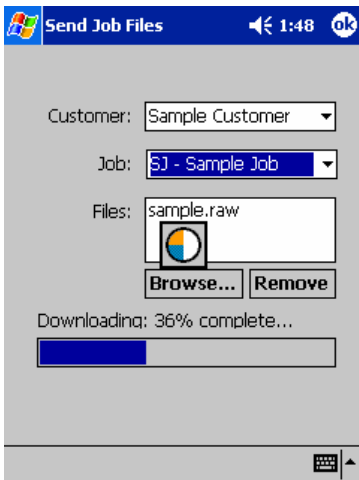 Send Job Files 1:48 ok
Customer: Sample Customer
Job: SJ - Sample Job
Files: sample.raw
Browse... Remove
Downloading: 36% complete...